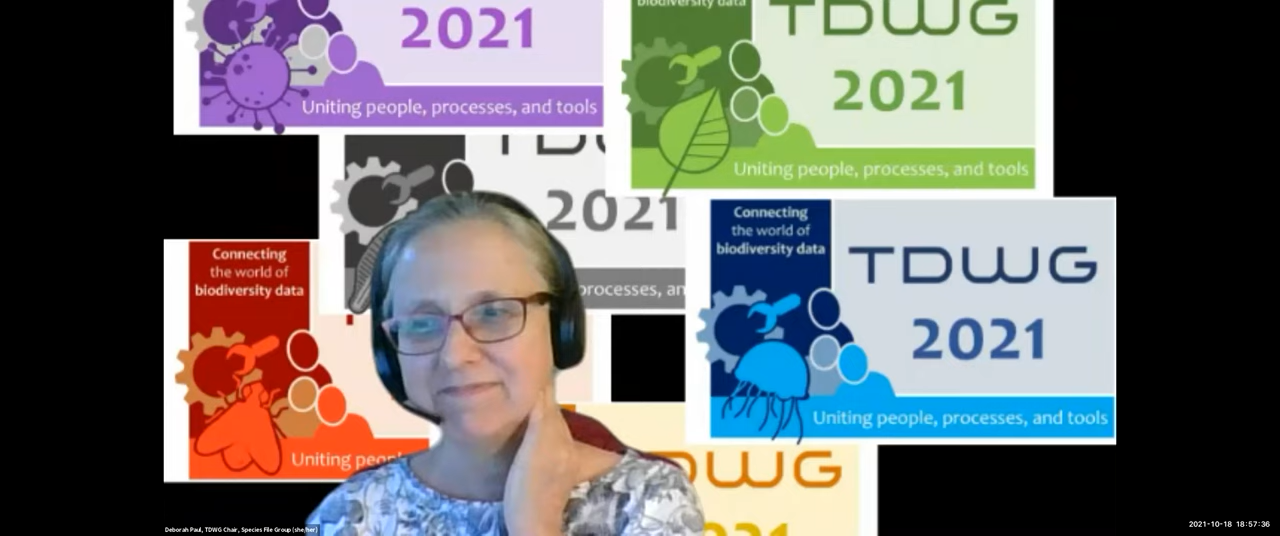 2021
Uniting people, processes, and tools
biodiversity data
TDWG
2021
Uniting people, processes, and tools
2021
processes, an
Connecting
the world of
biodiversity data
TDWG
2021
Uniting people, processes, and tools
Connecting
the world of
biodiversity data
Uniting peopl
DWG
2021
Deborah Paul, TDWG Chair, Species File Group (she/her)
2021-10-18 18:57:36